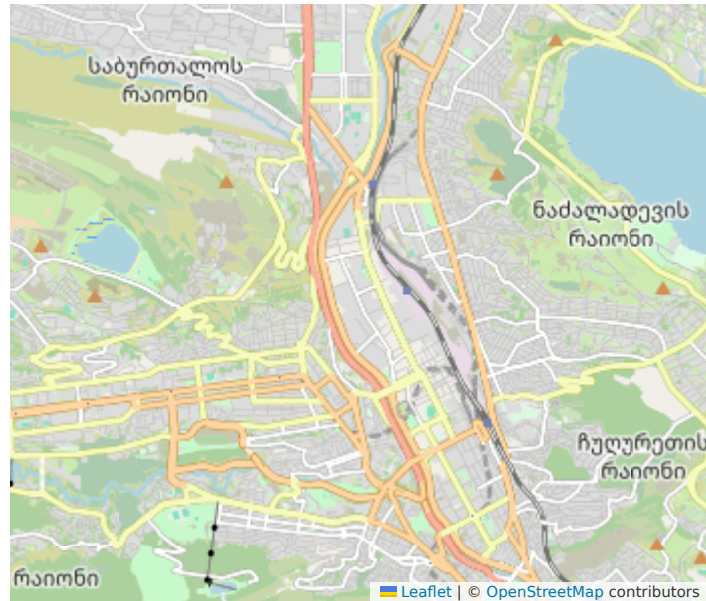 საბურთალოს
რაიონი
ნაძალადევის
რაიონი
ჩუღურეთის
რაიონი
რაიონი
Leaflet | © OpenStreetMap contributors